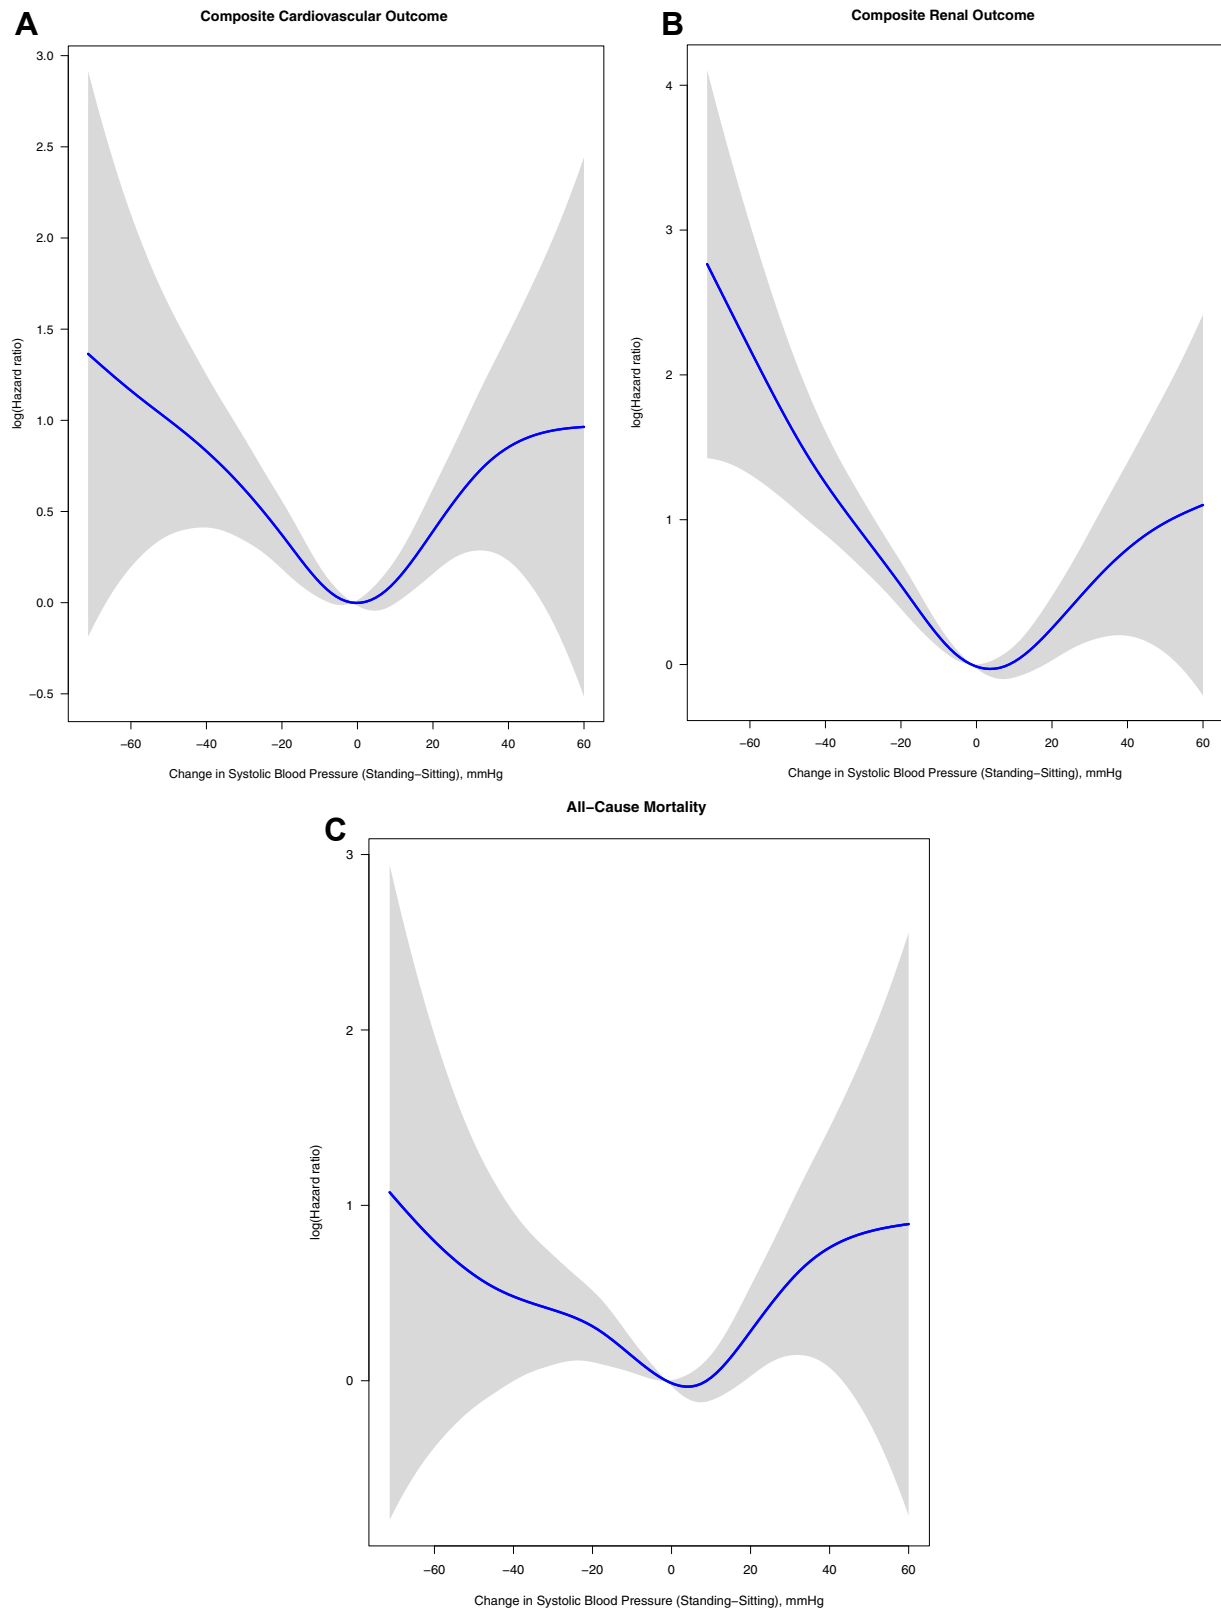 A
Composite Cardiovascular Outcome
3.0
2.5
2.0
1.5
1.0
0.5
0.0
−0.5
log(Hazard ratio)
−60 −40 −20 0 20 40 60
Change in Systolic Blood Pressure (Standing−Sitting), mmHg
B
Composite Renal Outcome
4
3
2
1
0
log(Hazard ratio)
−60 −40 −20 0 20 40 60
Change in Systolic Blood Pressure (Standing−Sitting), mmHg
C
All−Cause Mortality
3
2
1
0
log(Hazard ratio)
−60 −40 −20 0 20 40 60
Change in Systolic Blood Pressure (Standing−Sitting), mmHg